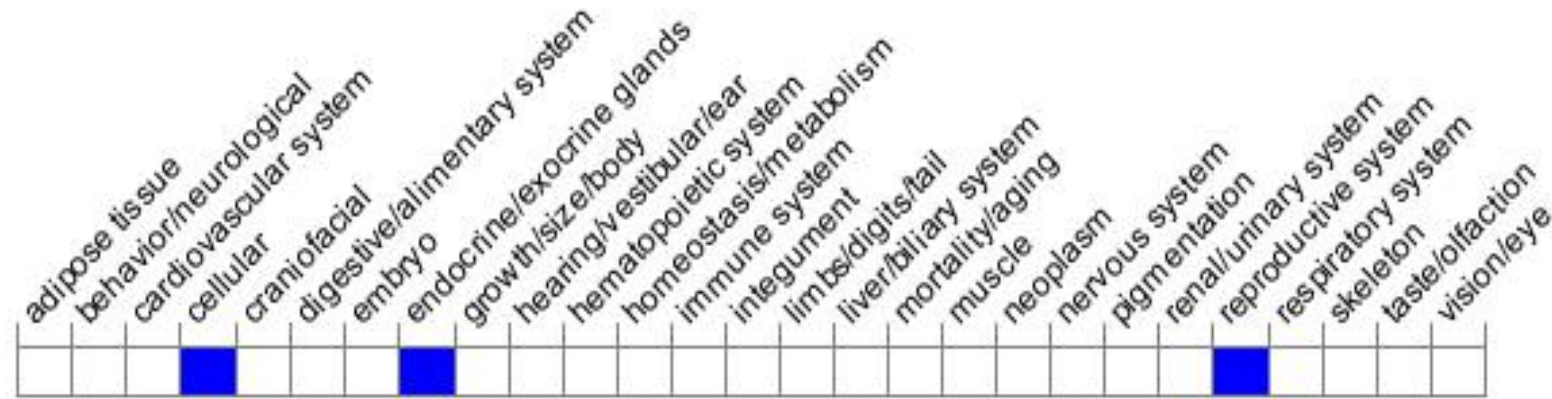 adipose tissue
behavior/neurological
cardiovascular system
cellular
craniofacial
digestive/alimentary system
embryo
endocrine/exocrine glands
growth/size/body
hearing/vestibular/ear
hematopoietic system
homeostasis/metabolism
immune system
integument
limbs/digits/tail
liver/biliary system
mortality/aging
muscle
neoplasm
nervous system
pigmentation
renal/urinary system
reproductive system
respiratory system
skeleton
taste/olfaction
vision/eye